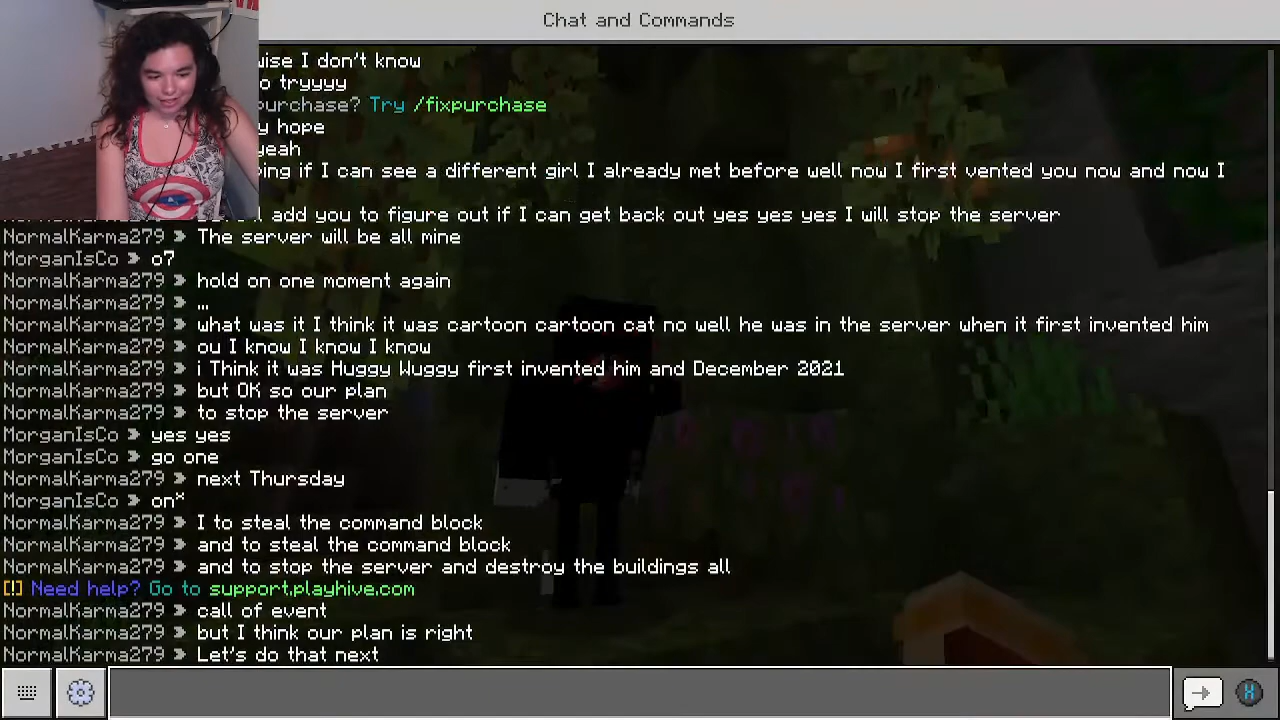 Chat and Commands
wise I don't know
o tryyyy
purchase? Try /fixpurchase
y hope
yeah
ping if I can see a different girl I already met before well now I first vented you now and now I
add you to figure out if I can get back out yes yes yes I will stop the server
NormalKarma279 » The server will be all mine
MorganIsCo » o7
NormalKarma279 » hold on one moment again
NormalKarma279 » ...
NormalKarma279 » what was it I think it was cartoon cartoon cat no well he was in the server when it first invented him
NormalKarma279 » ou I know I know I know
NormalKarma279 » i Think it was Huggy Wuggy first invented him and December 2021
NormalKarma279 » but OK so our plan
NormalKarma279 » to stop the server
MorganIsCo » yes yes
MorganIsCo » go one
NormalKarma279 » next Thursday
MorganIsCo » on*
NormalKarma279 » I to steal the command block
NormalKarma279 » and to steal the command block
NormalKarma279 » and to stop the server and destroy the buildings all
[!] Need help? Go to support.playhive.com
NormalKarma279 » call of event
NormalKarma279 » but I think our plan is right
NormalKarma279 » Let's do that next
X